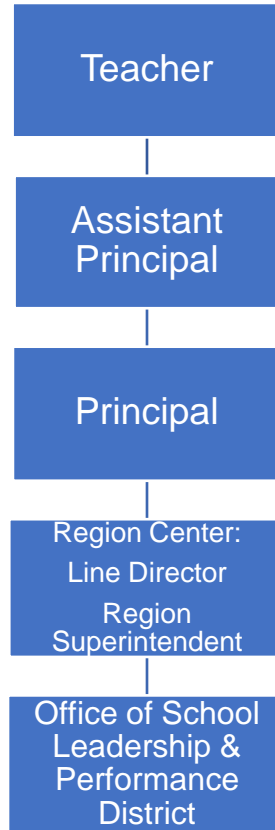 Teacher
Assistant
Principal
Principal
Region Center:
Line Director
Region
Superintendent
Office of School
Leadership &
Performance
District